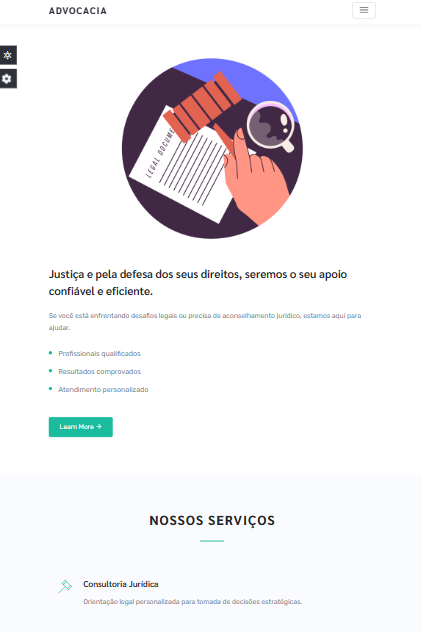 ADVOCACIA
LEGAL DOCUME
Justiça e pela defesa dos seus direitos, seremos o seu apoio
confiável e eficiente.
Se você está enfrentando desafios legais ou precisa de aconselhamento jurídico, estamos aqui para
ajudar.
Profissionais qualificados
Resultados comprovados
Atendimento personalizado
Learn More →
NOSSOS SERVIÇOS
Consultoria Jurídica
Orientação legal personalizada para tomada de decisões estratégicas.